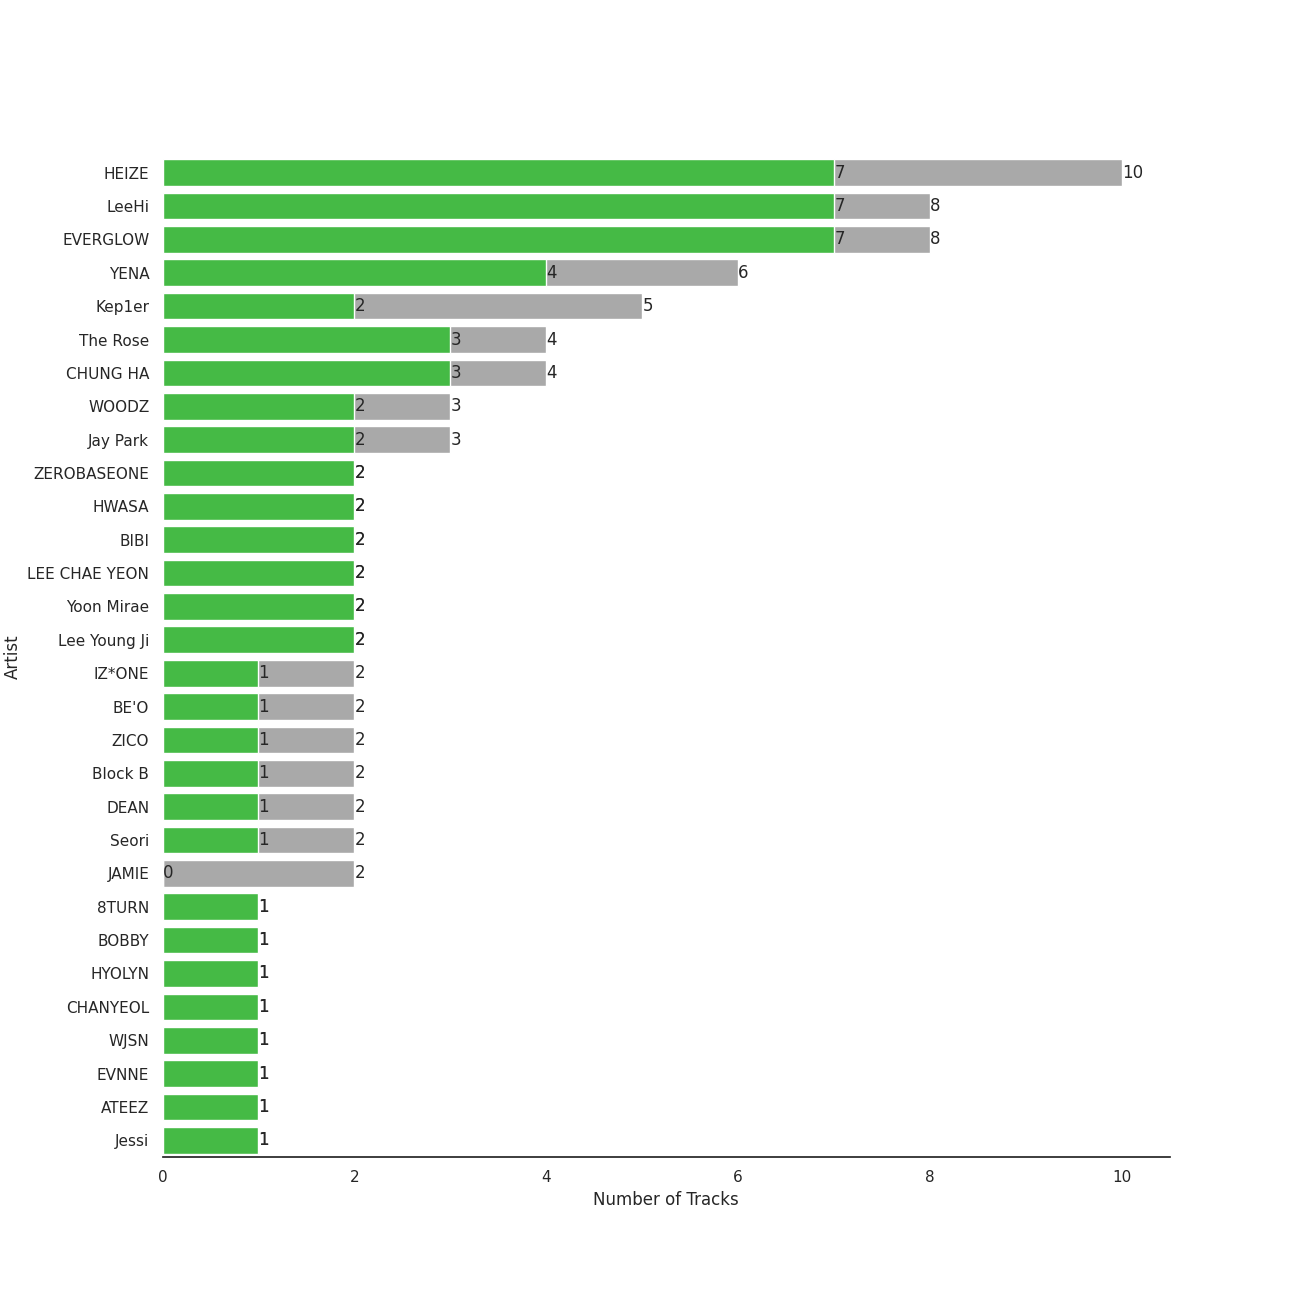 HEIZE 7 10
LeeHi 7 8
EVERGLOW 7 8
YENA 4 6
Kep1er 2 5
The Rose 3 4
CHUNG HA 3 4
WOODZ 2 3
Jay Park 2 3
ZEROBASEONE 2
HWASA 2
BIBI 2
LEE CHAE YEON 2
Yoon Mirae 2
Lee Young Ji 2
IZ*ONE 1 2
BE'O 1 2
ZICO 1 2
Block B 1 2
DEAN 1 2
Seori 1 2
JAMIE 0 2
8TURN 1
BOBBY 1
HYOLYN 1
CHANYEOL 1
WJSN 1
EVNNE 1
ATEEZ 1
Jessi 1
Artist
0 2 4 6 8 10
Number of Tracks